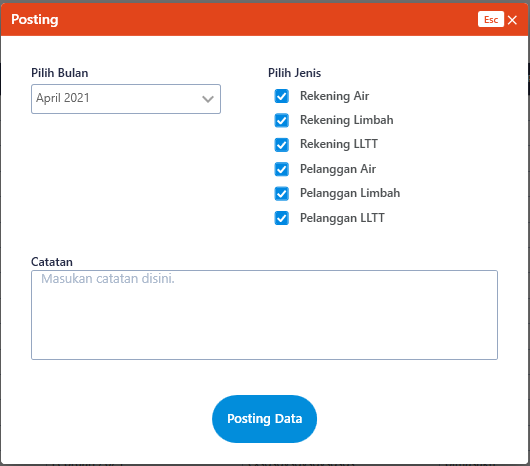 Posting
Esc
Pilih Bulan
April 2021
Pilih Jenis
Rekening Air
Rekening Limbah
Rekening LLTT
Pelanggan Air
Pelanggan Limbah
Pelanggan LLTT
Catatan
Masukan catatan disini.
Posting Data